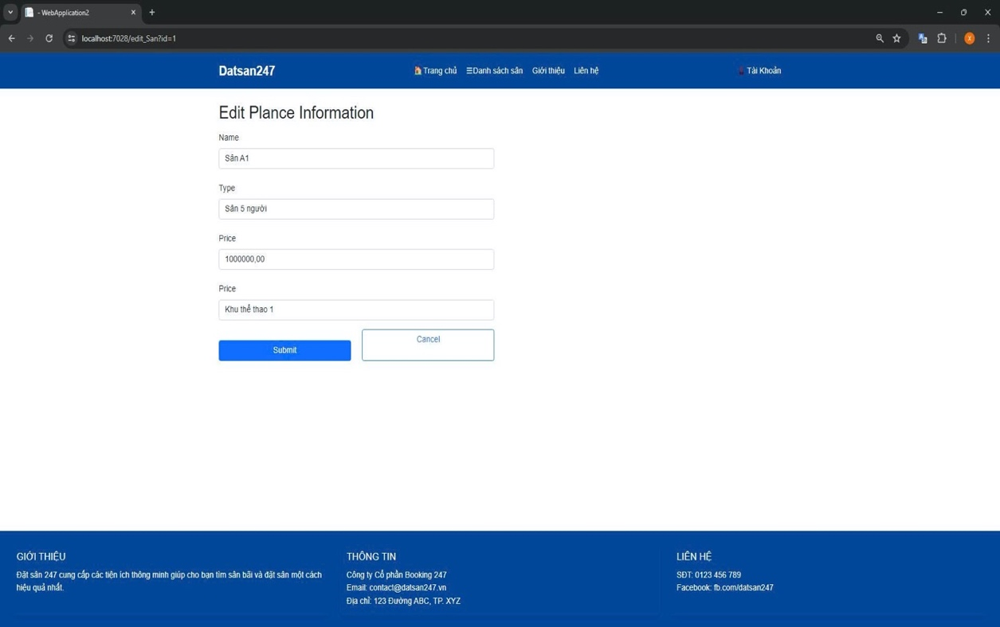 - WebApplication2
localhost:7028/edit_San?id=1
Datsan247
Trang chủ
☰Danh sách sân
Giới thiệu
Liên hệ
Tài Khoản
Edit Plance Information
Name
Sân A1
Type
Sân 5 người
Price
1000000,00
Price
Khu thể thao 1
Submit
Cancel
GIỚI THIỆU
Đặt sân 247 cung cấp các tiện ích thông minh giúp cho bạn tìm sân bãi và đặt sân một cách
hiệu quả nhất.
THÔNG TIN
Công ty Cổ phần Booking 247
Email: contact@datsan247.vn
Địa chỉ: 123 Đường ABC, TP. XYZ
LIÊN HỆ
SĐT: 0123 456 789
Facebook: fb.com/datsan247